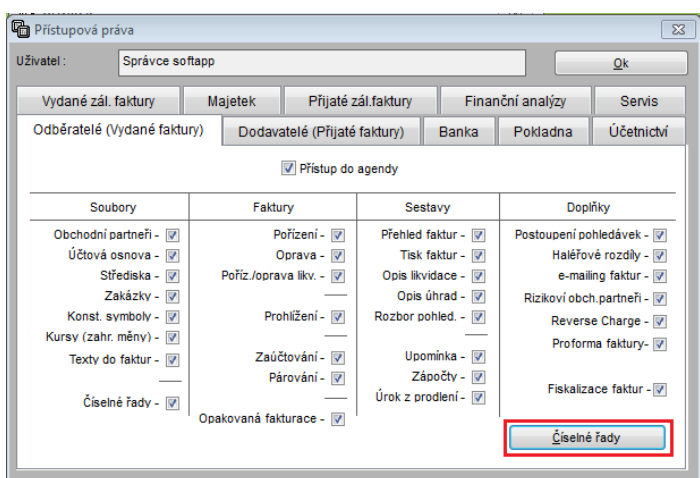 Přístupová práva
Uživatel : Správce softapp Ok
Vydané zál. faktury Majetek Přijaté zál.faktury Finanční analýzy Servis
Odběratelé (Vydané faktury) Dodavatelé (Přijaté faktury) Banka Pokladna Účetnictví
Přístup do agendy
Soubory
Obchodní partneři -
Účtová osnova -
Střediska -
Zakázky -
Konst. symboly -
Kursy (zahr. měny) -
Texty do faktur -
Číselné řady -
Faktury
Pořízení -
Oprava -
Poříz./oprava likv. -
Prohlížení -
Zaúčtování -
Párování -
Opakovaná fakturace -
Sestavy
Přehled faktur -
Tisk faktur -
Opis likvidace -
Opis úhrad -
Rozbor pohled. -
Upomínka -
Zápočty -
Úrok z prodlení -
Doplňky
Postoupení pohledávek -
Haléřové rozdíly -
e-mailing faktur -
Rizikoví obch.partneři -
Reverse Charge -
Proforma faktury-
Fiskalizace faktur -
Číselné řady